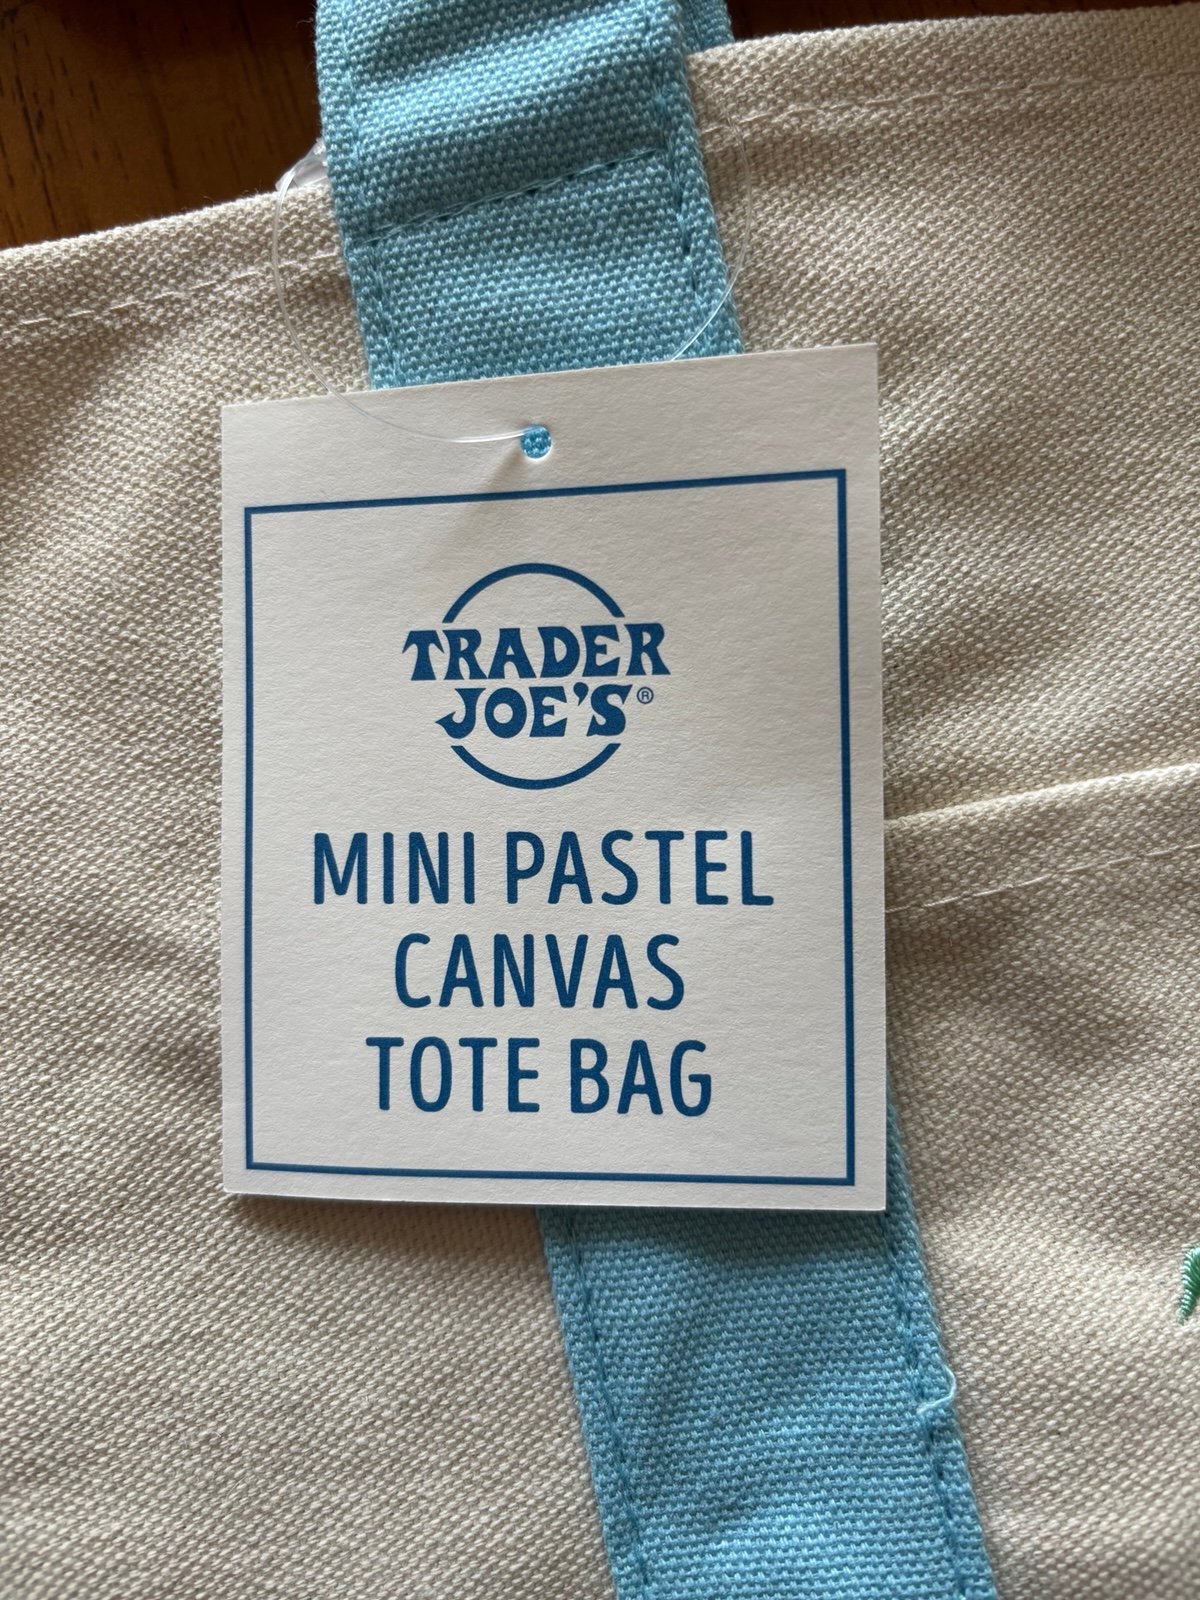 TRADER
JOE'S®
MINI PASTEL
CANVAS
TOTE BAG